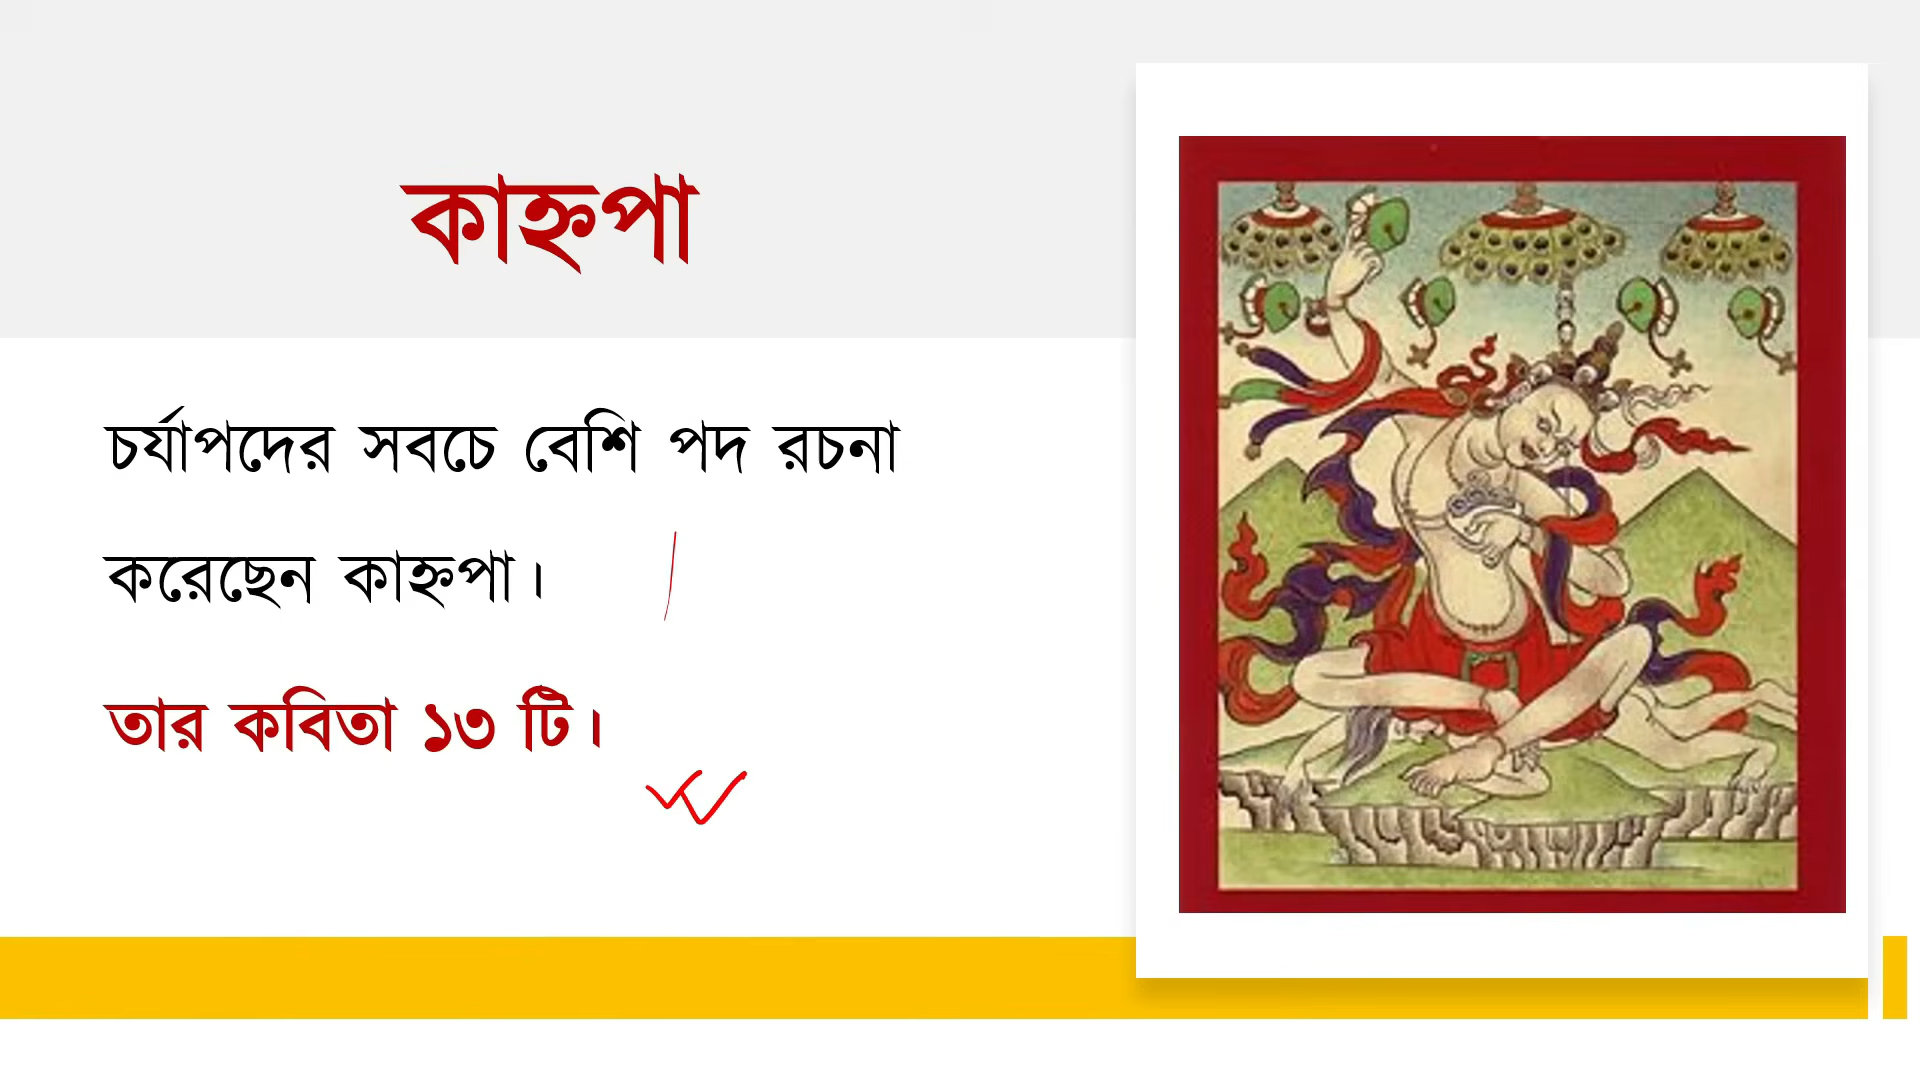 কাহ্নপা
চর্যাপদের সবচে বেশি পদ রচনা
করেছেন কাহ্নপা।
তার কবিতা ১৩ টি।